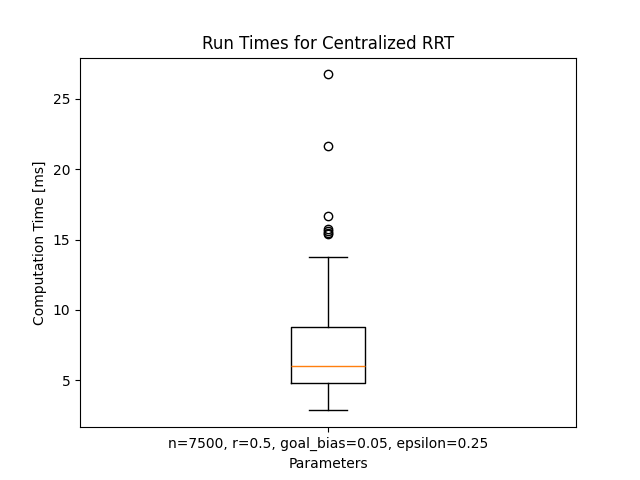 Run Times for Centralized RRT
Computation Time [ms]
25
20
15
10
5
n=7500, r=0.5, goal_bias=0.05, epsilon=0.25
Parameters